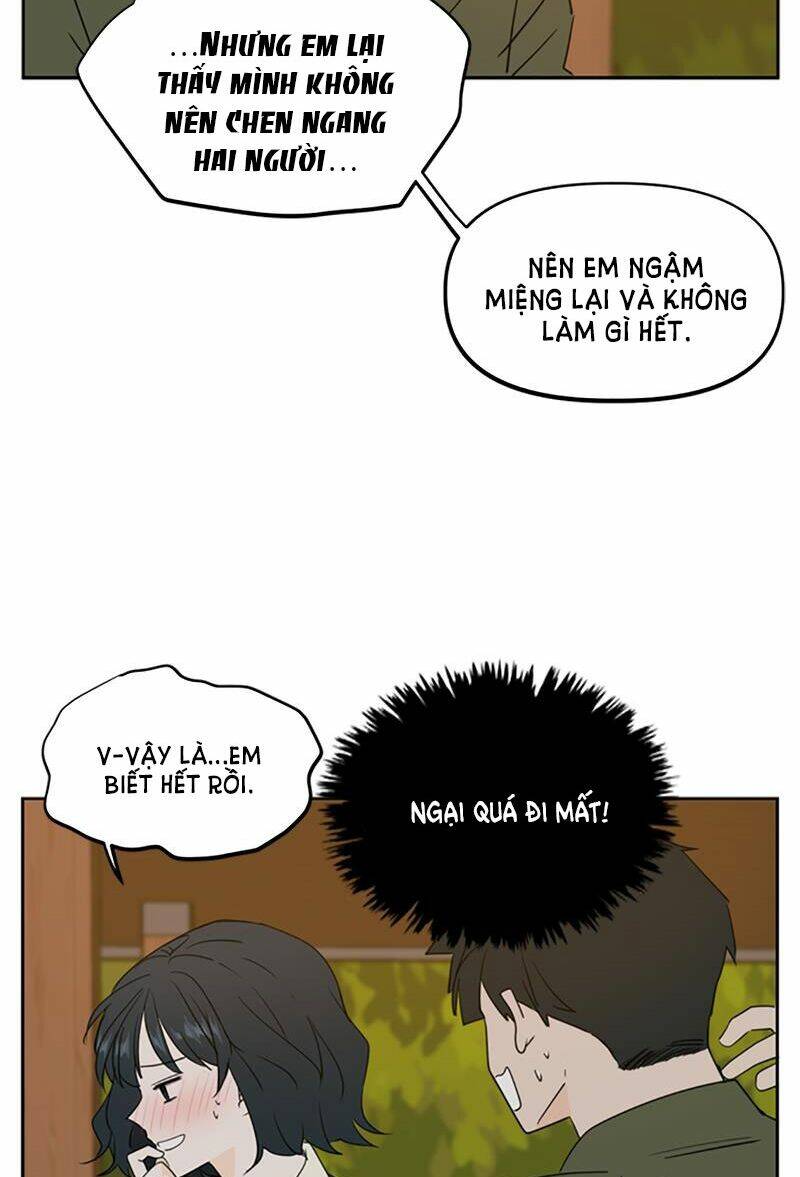 ...NHƯNG EM LẠI
THẤY MÌNH KHÔNG
NÊN CHEN NGANG
HAI NGƯỜI...
NÊN EM NGẬM
MIỆNG LẠI VÀ KHÔNG
LÀM GÌ HẾT.
V-VẬY LÀ...EM
BIẾT HẾT RỒI.
NGẠI QUÁ ĐI MẤT!